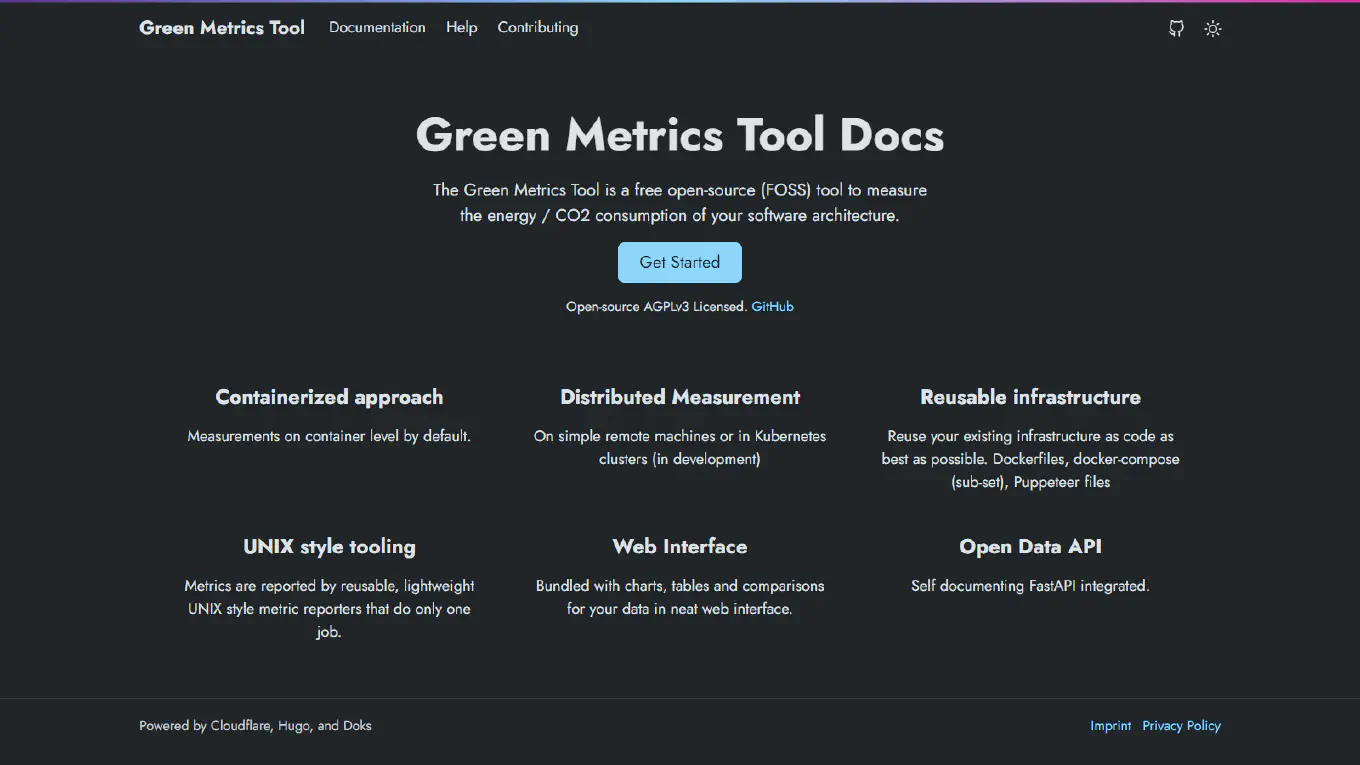 Green Metrics Tool Documentation Help Contributing
Green Metrics Tool Docs
The Green Metrics Tool is a free open-source (FOSS) tool to measure
the energy / CO2 consumption of your software architecture.
Get Started
Open-source AGPLv3 Licensed. GitHub
Containerized approach
Measurements on container level by default.
Distributed Measurement
On simple remote machines or in Kubernetes
clusters (in development)
Reusable infrastructure
Reuse your existing infrastructure as code as
best as possible. Dockerfiles, docker-compose
(sub-set), Puppeteer files
UNIX style tooling
Metrics are reported by reusable, lightweight
UNIX style metric reporters that do only one
job.
Web Interface
Bundled with charts, tables and comparisons
for your data in neat web interface.
Open Data API
Self documenting FastAPI integrated.
Powered by Cloudflare, Hugo, and Doks
Imprint Privacy Policy